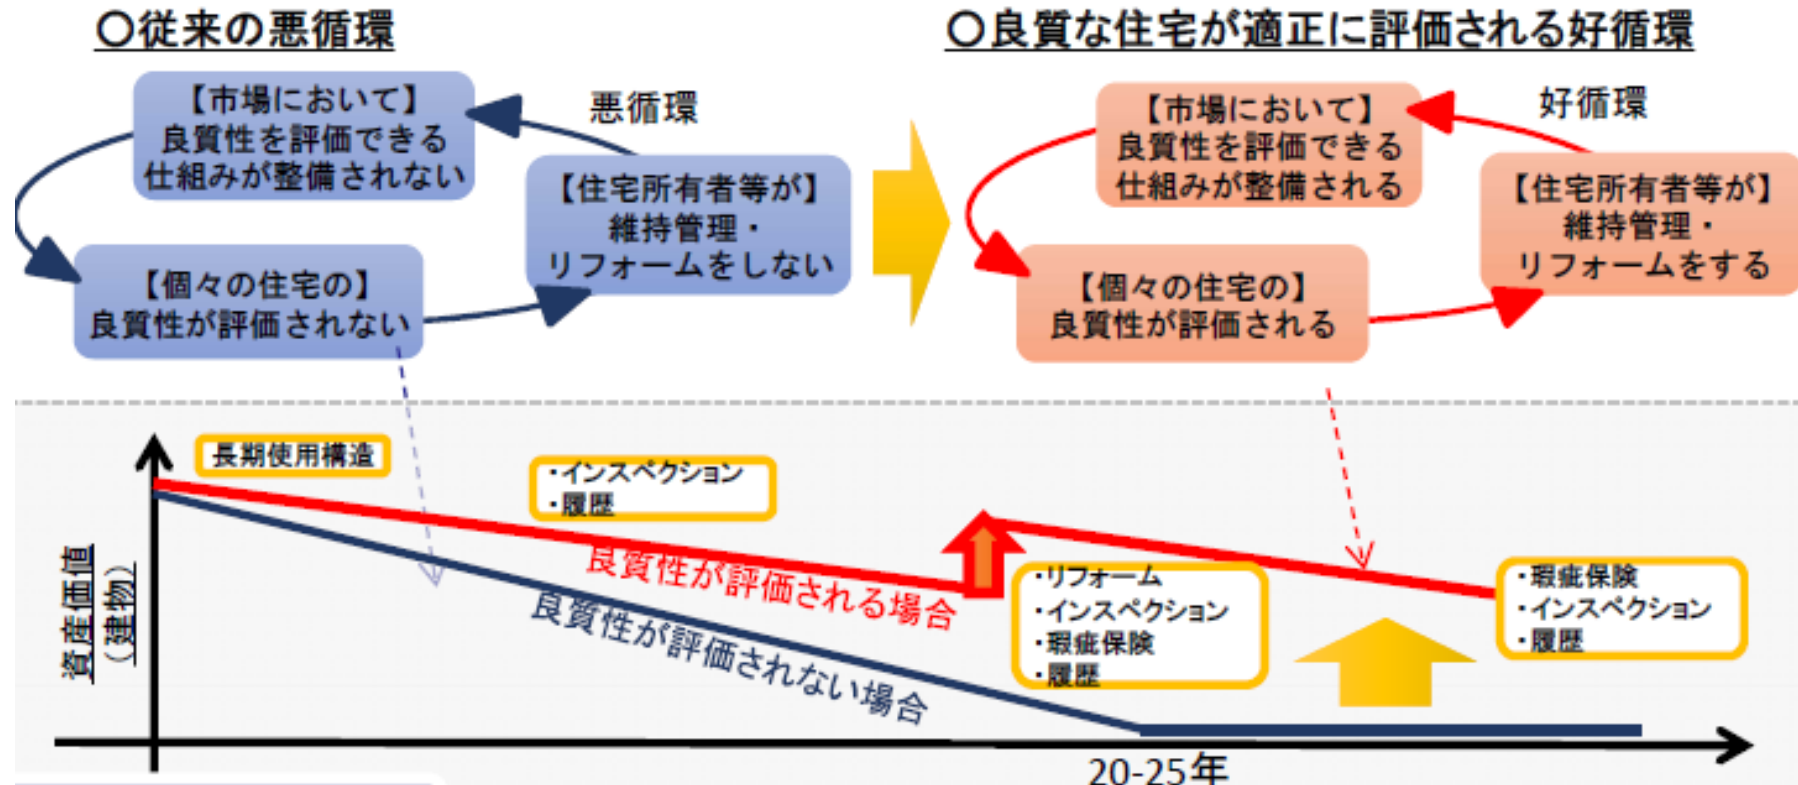 〇従来の悪循環
【市場において】
良質性を評価できる
仕組みが整備されない
悪循環
【住宅所有者等が】
維持管理・
リフォームをしない
【個々の住宅の】
良質性が評価されない
〇良質な住宅が適正に評価される好循環
【市場において】
良質性を評価できる
仕組みが整備される
好循環
【住宅所有者等が】
維持管理・
リフォームをする
【個々の住宅の】
良質性が評価される
資産価値
（建物）
長期使用構造
・インスペクション
・履歴
良質性が評価される場合
良質性が評価されない場合
・リフォーム
・インスペクション
・瑕疵保険
・履歴
・瑕疵保険
・インスペクション
・履歴
20-25年